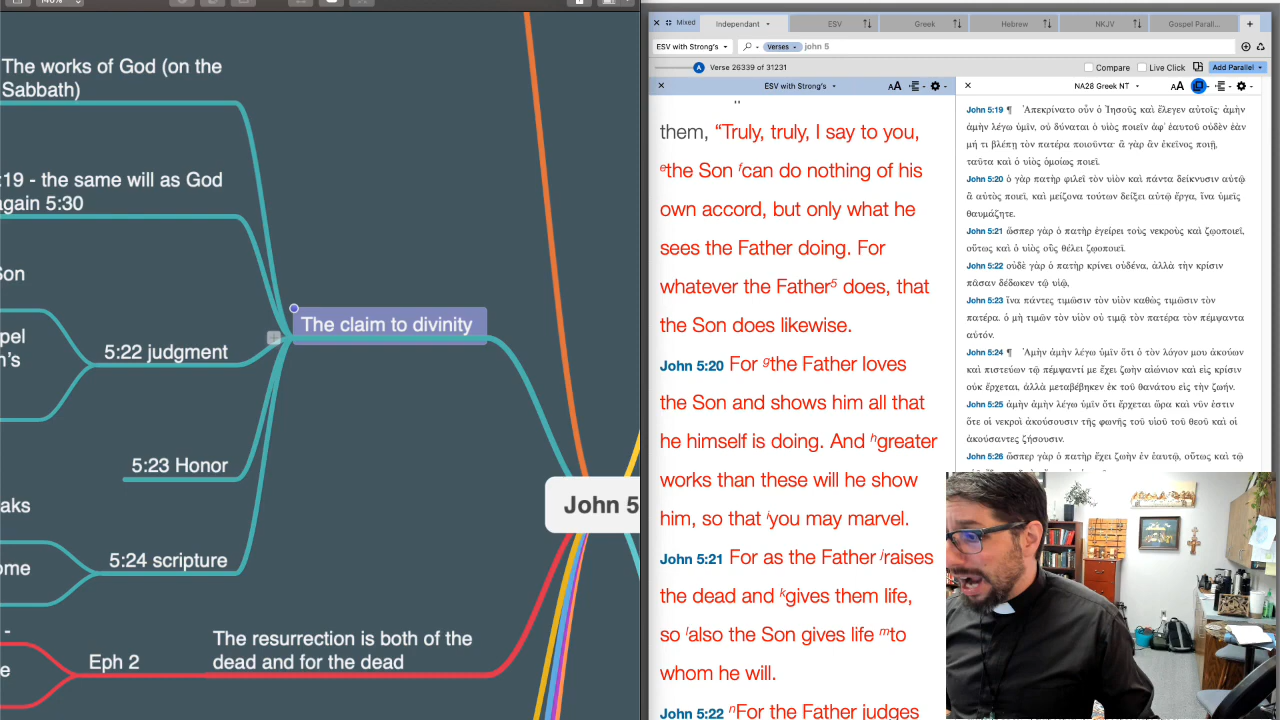 The works of God (on the
Sabbath)
:19 - the same will as God
again 5:30
Son
pel
n's
5:22 judgment
The claim to divinity
5:23 Honor
aks
5:24 scripture
ome
John 5
The resurrection is both of the
dead and for the dead
Eph 2
Mixed
Independant
ESV
Greek
Hebrew
NKJV
Gospel Parall...
ESV with Strong's
Verses
john 5
Verse 26339 of 31231
Compare
Live Click
Add Parallel
ESV with Strong's
NA28 Greek NT
them, “Truly, truly, I say to you,
ᵉthe Son ᶠcan do nothing of his
own accord, but only what he
sees the Father doing. For
whatever the Father⁵ does, that
the Son does likewise.
John 5:20 For ᵍthe Father loves
the Son and shows him all that
he himself is doing. And ʰgreater
works than these will he show
him, so that ⁱyou may marvel.
John 5:21 For as the Father ʲraises
the dead and ᵏgives them life,
so ˡalso the Son gives life ᵐto
whom he will.
John 5:22 ⁿFor the Father judges
John 5:19 ¶ Ἀπεκρίνατο οὖν ὁ Ἰησοῦς καὶ ἔλεγεν αὐτοῖς· ἀμὴν
ἀμὴν λέγω ὑμῖν, οὐ δύναται ὁ υἱὸς ποιεῖν ἀφ᾽ ἑαυτοῦ οὐδὲν ἐὰν
μή τι βλέπῃ τὸν πατέρα ποιοῦντα· ἃ γὰρ ἂν ἐκεῖνος ποιῇ,
ταῦτα καὶ ὁ υἱὸς ὁμοίως ποιεῖ.
John 5:20 ὁ γὰρ πατὴρ φιλεῖ τὸν υἱὸν καὶ πάντα δείκνυσιν αὐτῷ
ἃ αὐτὸς ποιεῖ, καὶ μείζονα τούτων δείξει αὐτῷ ἔργα, ἵνα ὑμεῖς
θαυμάζητε.
John 5:21 ὥσπερ γὰρ ὁ πατὴρ ἐγείρει τοὺς νεκροὺς καὶ ζῳοποιεῖ,
οὕτως καὶ ὁ υἱὸς οὓς θέλει ζῳοποιεῖ.
John 5:22 οὐδὲ γὰρ ὁ πατὴρ κρίνει οὐδένα, ἀλλὰ τὴν κρίσιν
πᾶσαν δέδωκεν τῷ υἱῷ,
John 5:23 ἵνα πάντες τιμῶσιν τὸν υἱὸν καθὼς τιμῶσιν τὸν
πατέρα. ὁ μὴ τιμῶν τὸν υἱὸν οὐ τιμᾷ τὸν πατέρα τὸν πέμψαντα
αὐτόν.
John 5:24 ¶ Ἀμὴν ἀμὴν λέγω ὑμῖν ὅτι ὁ τὸν λόγον μου ἀκούων
καὶ πιστεύων τῷ πέμψαντί με ἔχει ζωὴν αἰώνιον καὶ εἰς κρίσιν
οὐκ ἔρχεται, ἀλλὰ μεταβέβηκεν ἐκ τοῦ θανάτου εἰς τὴν ζωήν.
John 5:25 ἀμὴν ἀμὴν λέγω ὑμῖν ὅτι ἔρχεται ὥρα καὶ νῦν ἐστιν
ὅτε οἱ νεκροὶ ἀκούσουσιν τῆς φωνῆς τοῦ υἱοῦ τοῦ θεοῦ καὶ οἱ
ἀκούσαντες ζήσουσιν.
John 5:26 ὥσπερ γὰρ ὁ πατὴρ ἔχει ζωὴν ἐν ἑαυτῷ, οὕτως καὶ τῷ